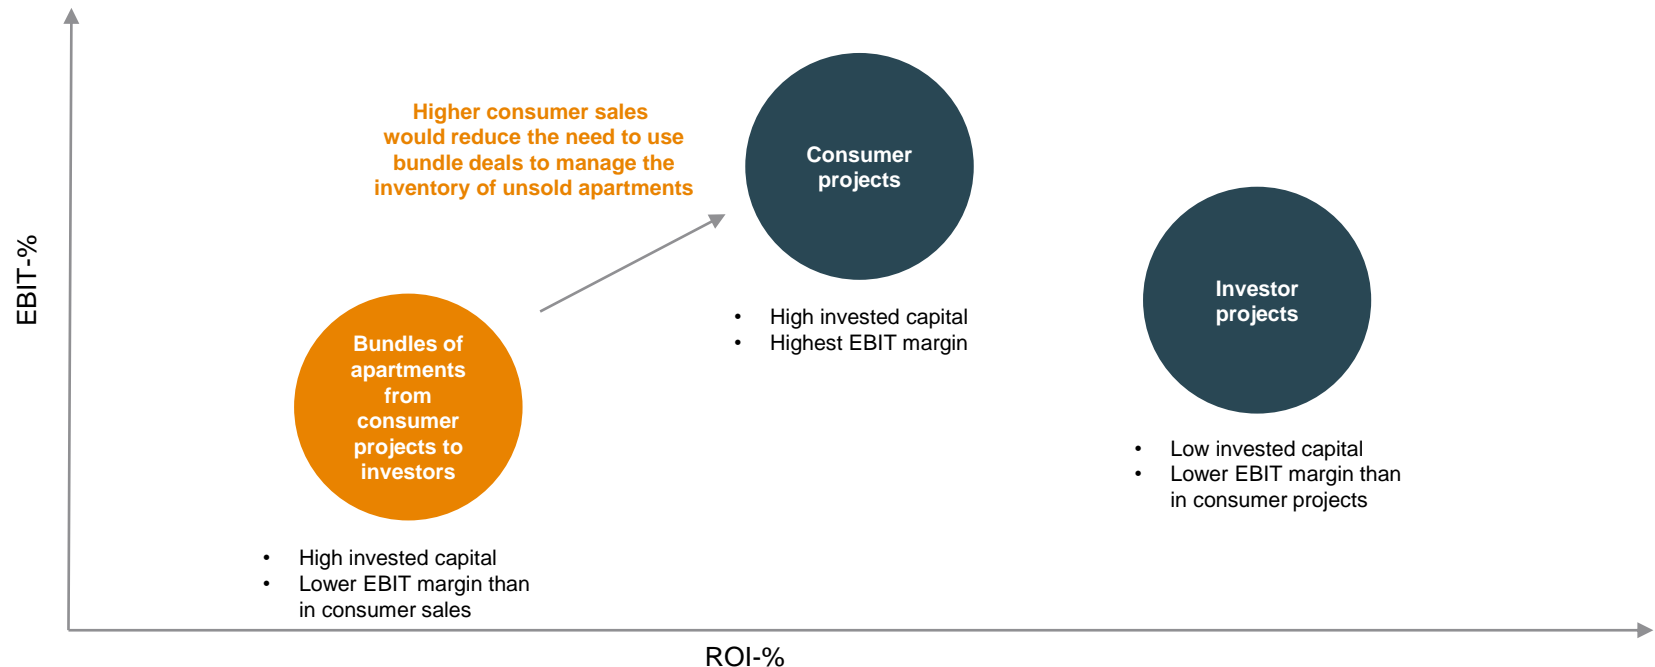 EBIT-%
Higher consumer sales
would reduce the need to use
bundle deals to manage the
inventory of unsold apartments
Consumer
projects
• High invested capital
• Highest EBIT margin
Investor
projects
• Low invested capital
• Lower EBIT margin than
in consumer projects
Bundles of
apartments
from
consumer
projects to
investors
• High invested capital
• Lower EBIT margin than
in consumer sales
ROI-%